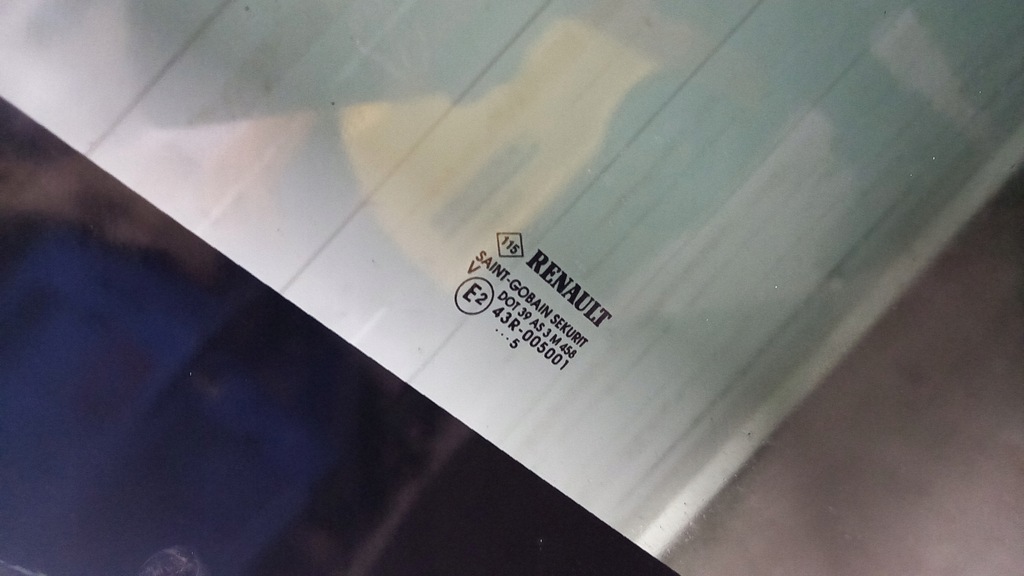 115
RENAULT
SAINT-GOBAIN SEKURIT
V
DOT 39 AS 3 M 458
E2
43R-005001
...5